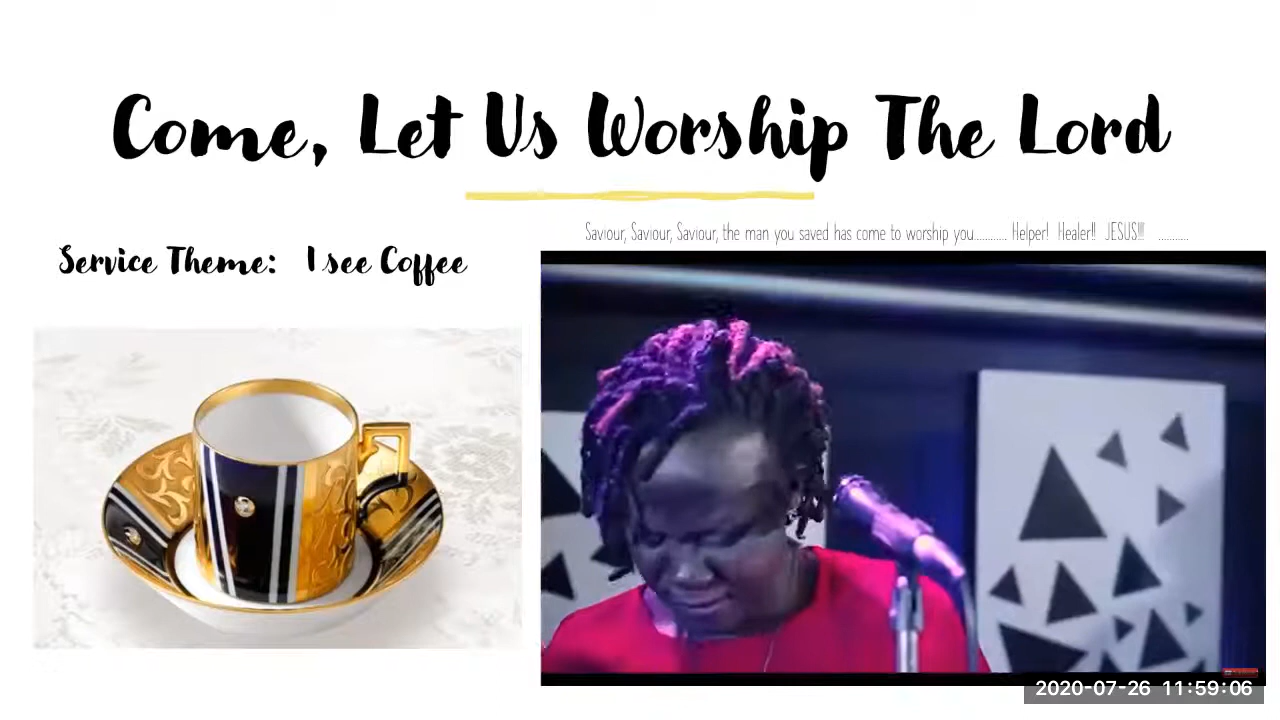 Come, Let Us Worship The Lord
Saviour, Saviour, Saviour, the man you saved has come to worship you........... Helper!  Healer!!  JESUS!!!  ..........
Service Theme:   I see Coffee
2020-07-26 11:59:06